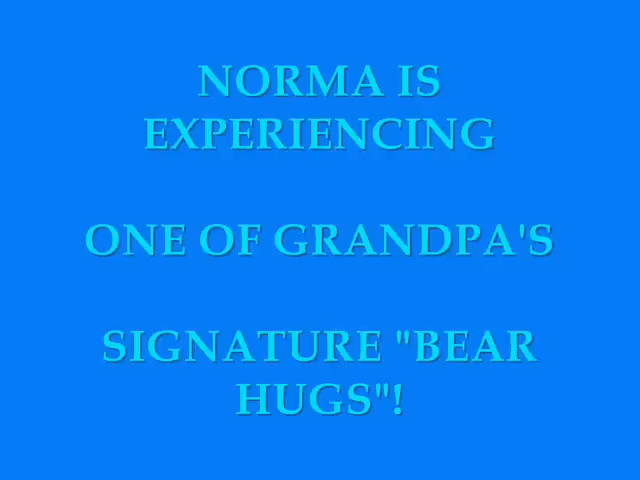 NORMA IS
EXPERIENCING
ONE OF GRANDPA'S
SIGNATURE "BEAR
HUGS"!